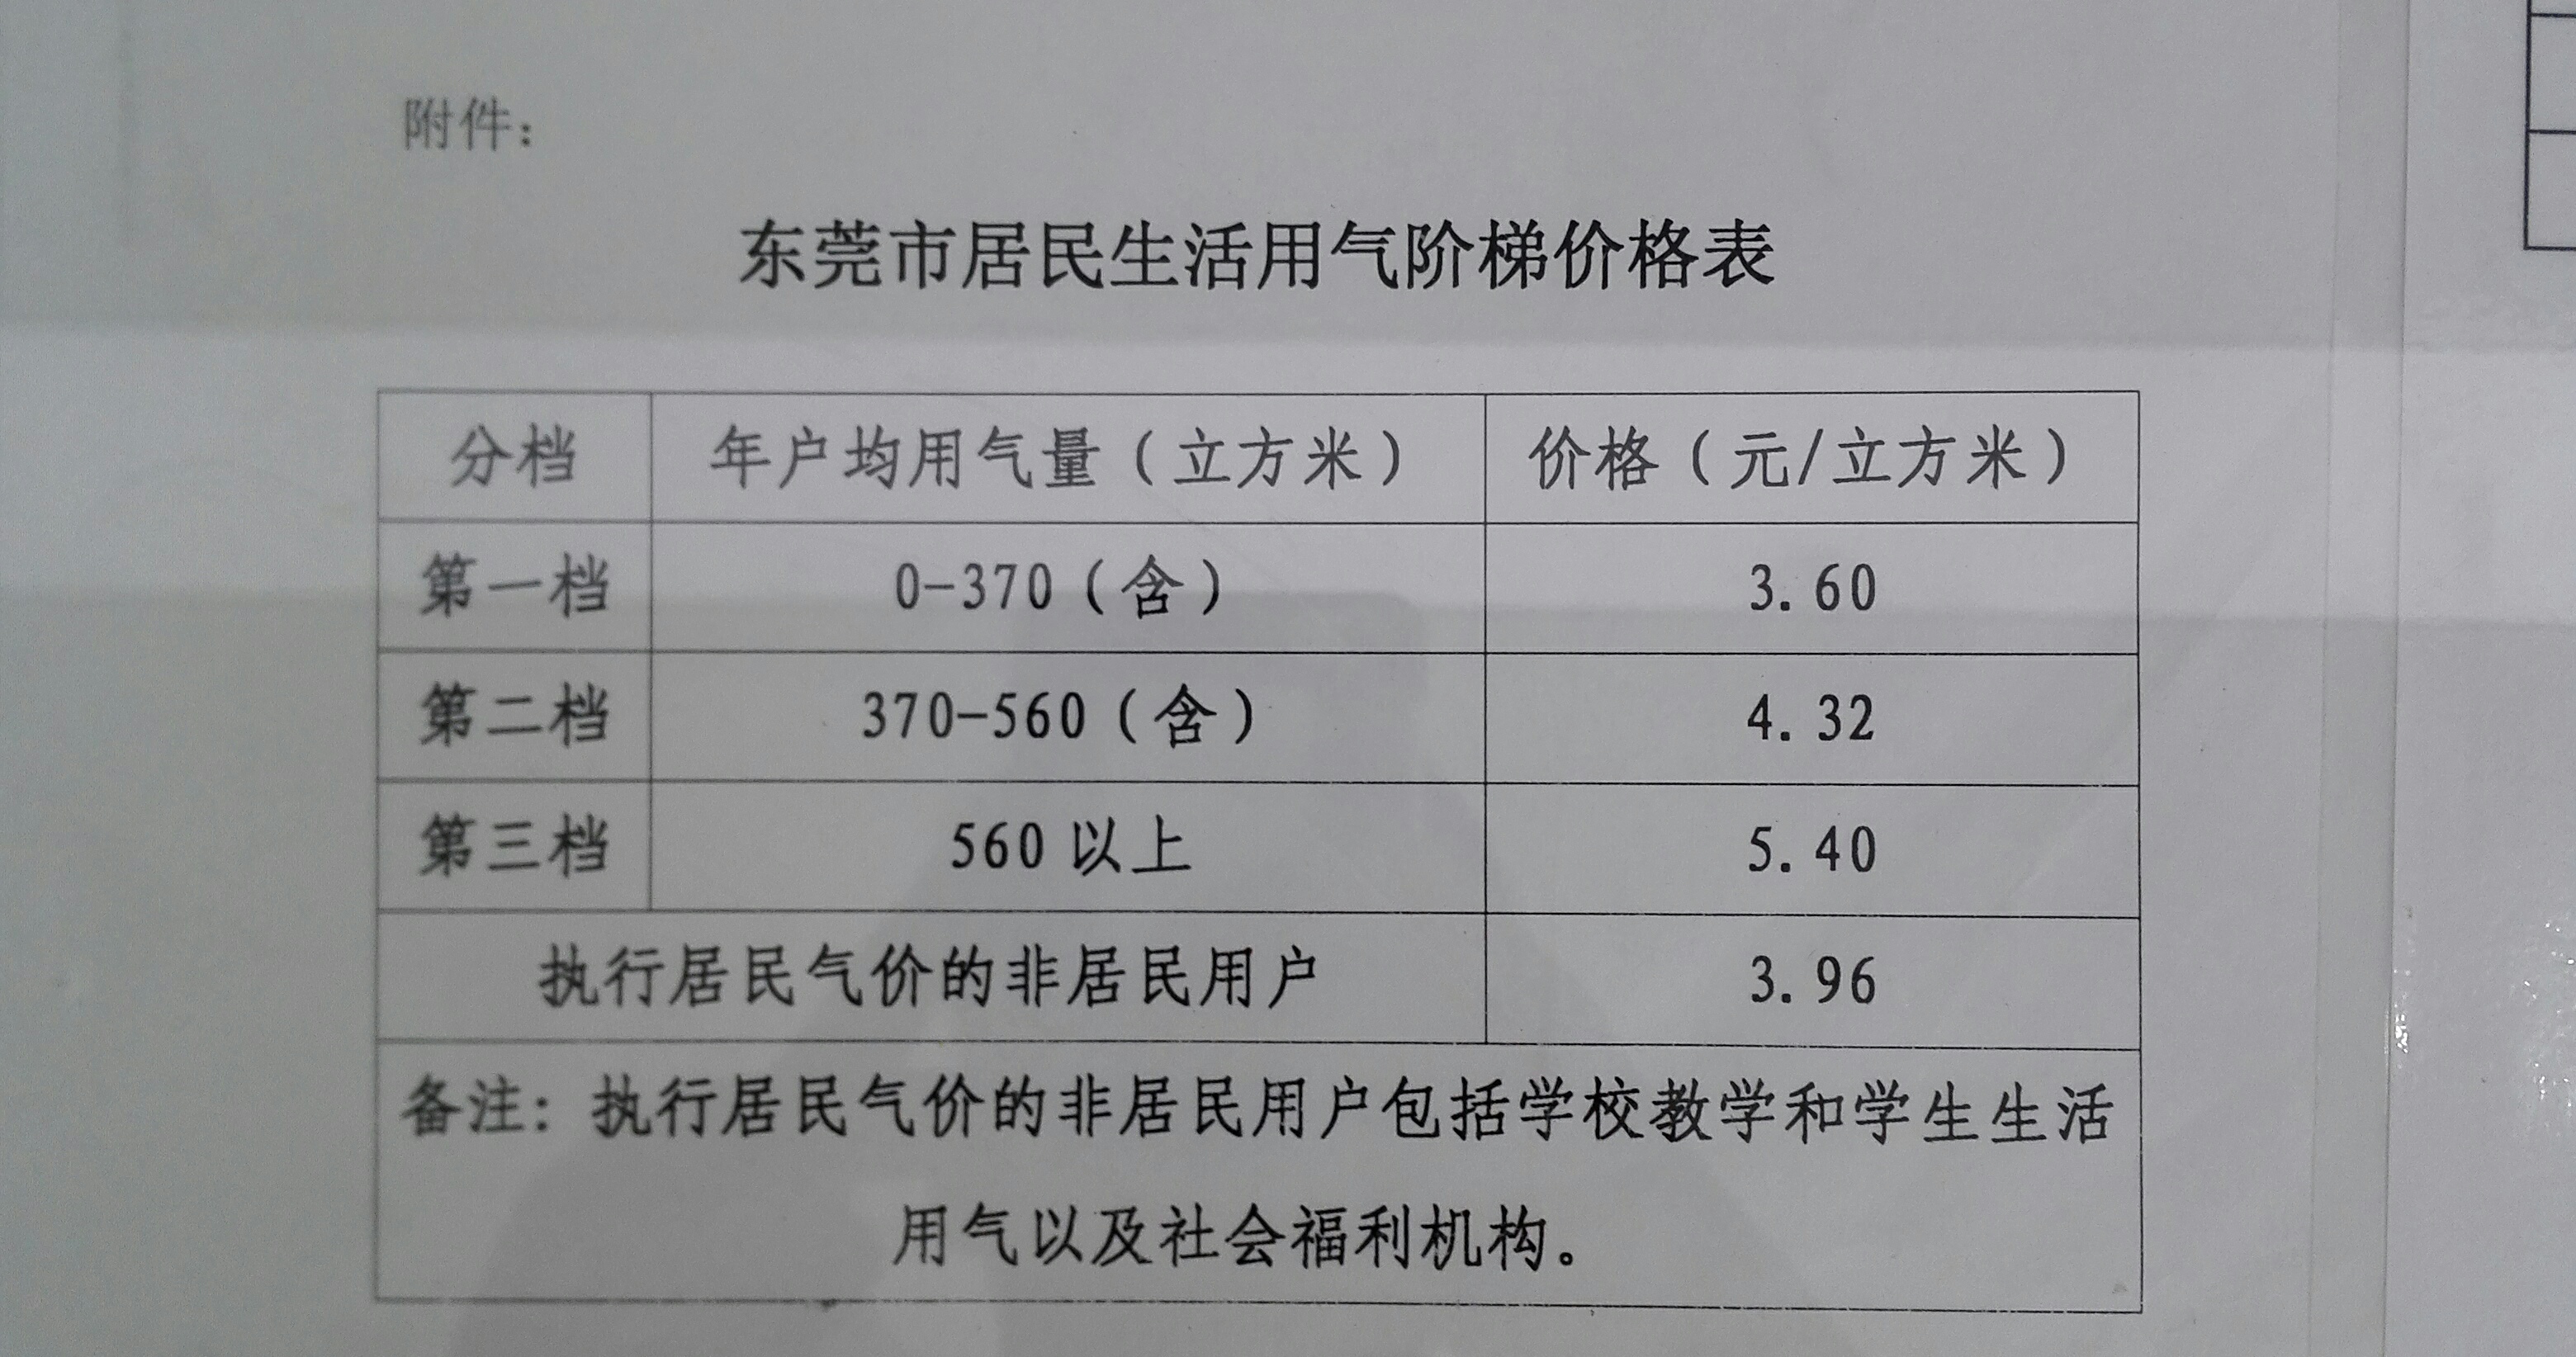 附件：
东莞市居民生活用气阶梯价格表
分档 年户均用气量（立方米） 价格（元/立方米）
第一档 0-370（含） 3.60
第二档 370-560（含） 4.32
第三档 560以上 5.40
执行居民气价的非居民用户 3.96
备注：执行居民气价的非居民用户包括学校教学和学生生活
用气以及社会福利机构。